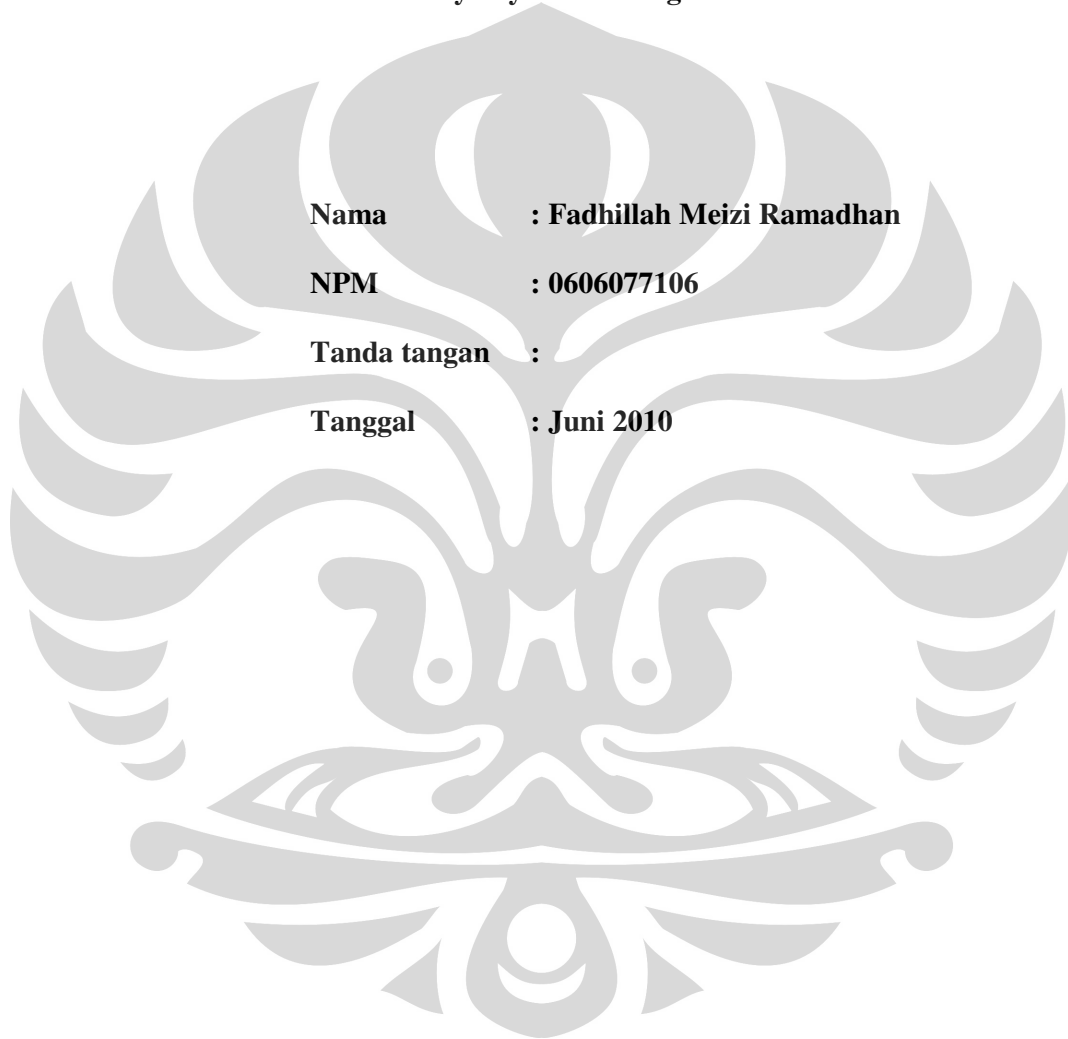 Nama : Fadhillah Meizi Ramadhan
NPM : 0606077106
Tanda tangan :
Tanggal : Juni 2010